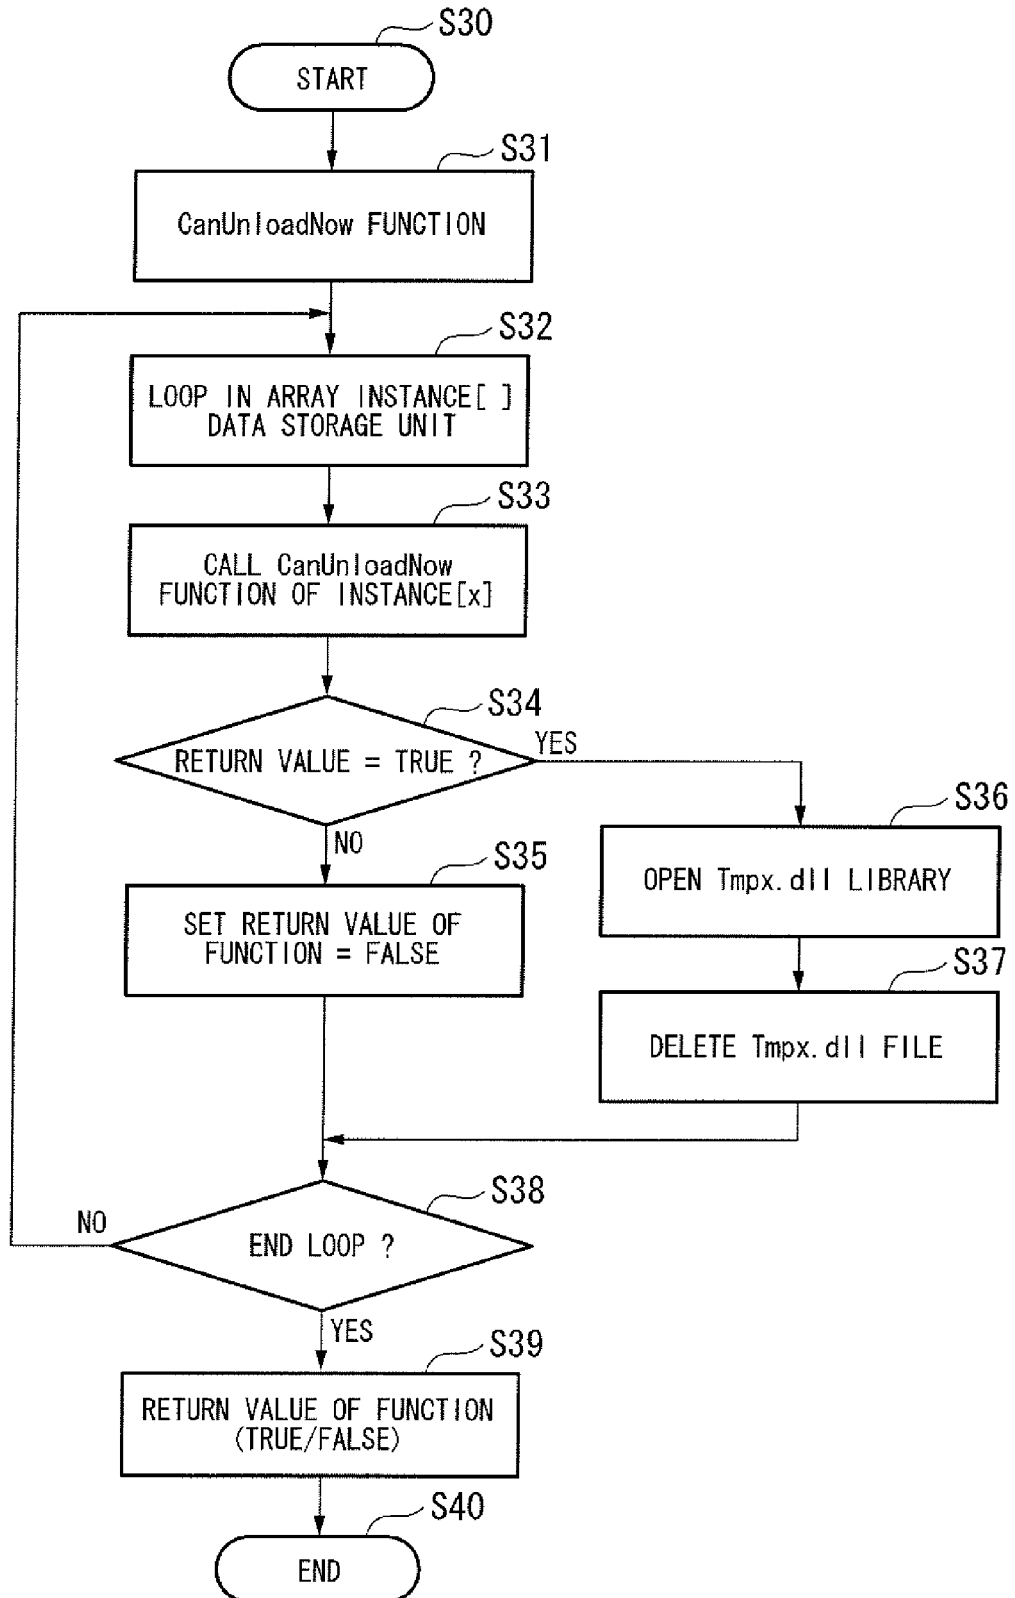 S30
START
S31
CanUnloadNow FUNCTION
S32
LOOP IN ARRAY INSTANCE[ ]
DATA STORAGE UNIT
S33
CALL CanUnloadNow
FUNCTION OF INSTANCE[x]
S34
RETURN VALUE = TRUE ?
YES
NO
S36
OPEN Tmpx.dll LIBRARY
S35
SET RETURN VALUE OF
FUNCTION = FALSE
S37
DELETE Tmpx.dll FILE
S38
NO
END LOOP ?
YES
S39
RETURN VALUE OF FUNCTION
(TRUE/FALSE)
S40
END